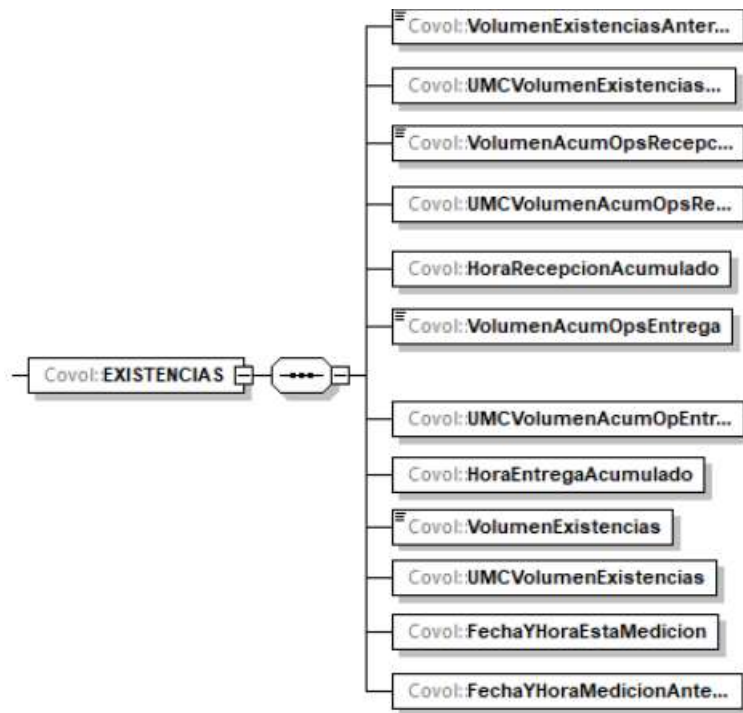 Covol:VolumenExistenciasAnter...
Covol:UMCVolumenExistencias...
Covol:VolumenAcumOpsRecepc...
Covol:UMCVolumenAcumOpsRe...
Covol:HoraRecepcionAcumulado
Covol:VolumenAcumOpsEntrega
Covol:EXISTENCIAS
Covol:UMCVolumenAcumOpEntr...
Covol:HoraEntregaAcumulado
Covol:VolumenExistencias
Covol:UMCVolumenExistencias
Covol:FechaYHoraEstaMedicion
Covol:FechaYHoraMedicionAnte...